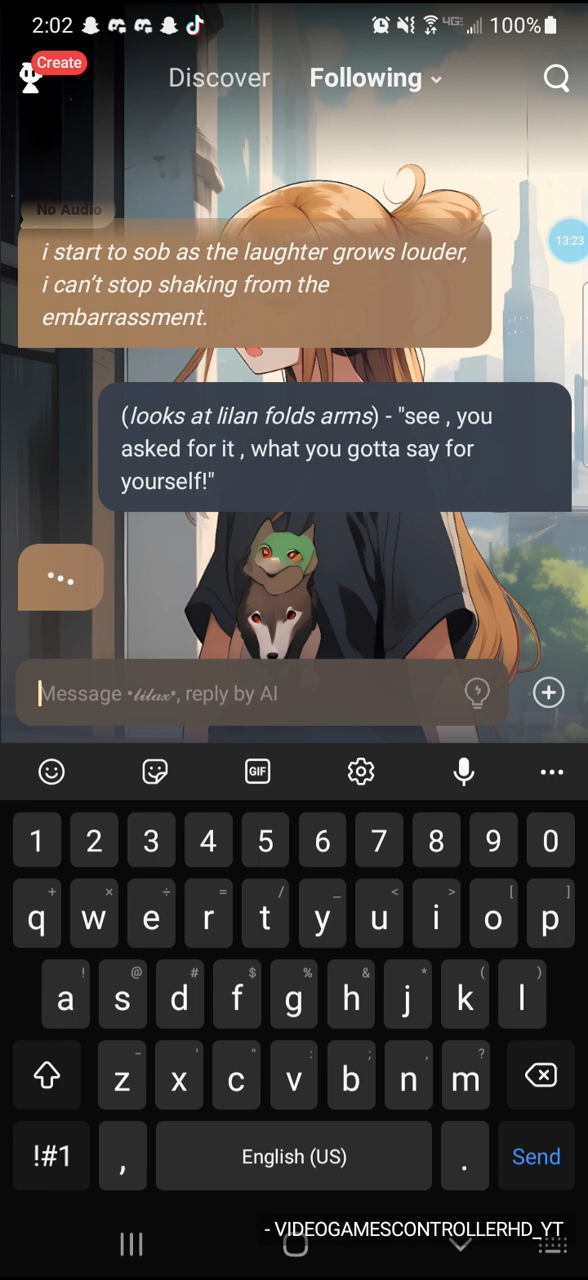 2:02 4G 100%
Create
Discover Following
No Audio
13:23
i start to sob as the laughter grows louder,
i can't stop shaking from the
embarrassment.
(looks at lilan folds arms) - "see , you
asked for it , what you gotta say for
yourself!"
...
Message •𝓵𝓲𝓵𝓪𝔁•, reply by AI
GIF
1 2 3 4 5 6 7 8 9 0
+ × ÷ = / _ < > [ ]
q w e r t y u i o p
! @ # $ % & * ( )
a s d f g h j k l
- ' " : ; , ?
z x c v b n m
!#1 , English (US) . Send
- VIDEOGAMESCONTROLLERHD_YT